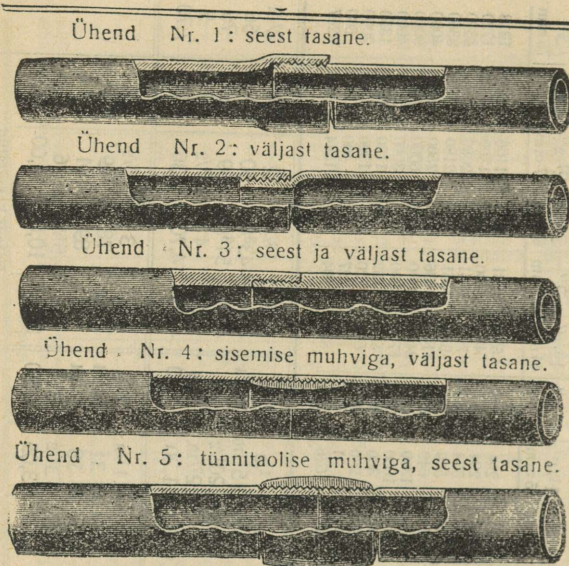 Ühend Nr. 1: seest tasane.
Ühend Nr. 2: väljast tasane.
Ühend Nr. 3: seest ja väljast tasane.
Ühend Nr. 4: sisemise muhviga, väljast tasane.
Ühend Nr. 5: tünnitaolise muhviga, seest tasane.